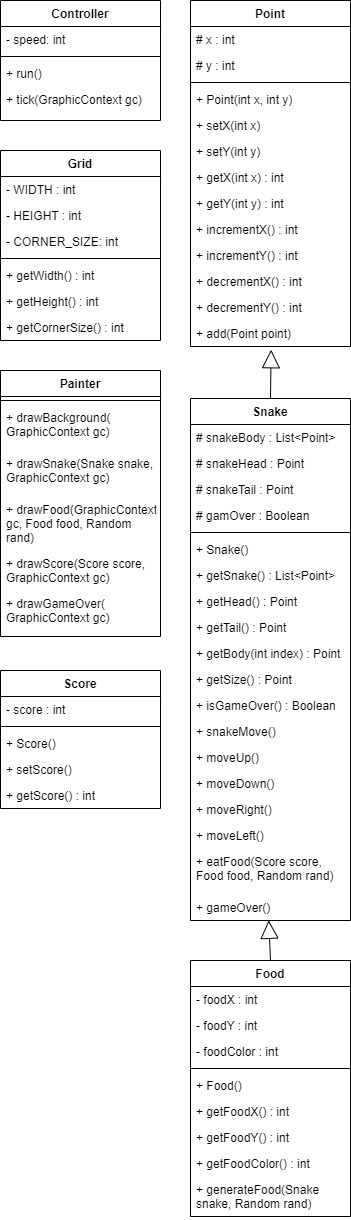 Controller
- speed: int
+ run()
+ tick(GraphicContext gc)
Grid
- WIDTH : int
- HEIGHT : int
- CORNER_SIZE: int
+ getWidth() : int
+ getHeight() : int
+ getCornerSize() : int
Painter
+ drawBackground(
GraphicContext gc)
+ drawSnake(Snake snake,
GraphicContext gc)
+ drawFood(GraphicContext
gc, Food food, Random
rand)
+ drawScore(Score score,
GraphicContext gc)
+ drawGameOver(
GraphicContext gc)
Score
- score : int
+ Score()
+ setScore()
+ getScore() : int
Point
# x : int
# y : int
+ Point(int x, int y)
+ setX(int x)
+ setY(int y)
+ getX(int x) : int
+ getY(int y) : int
+ incrementX() : int
+ incrementY() : int
+ decrementX() : int
+ decrementY() : int
+ add(Point point)
Snake
# snakeBody : List<Point>
# snakeHead : Point
# snakeTail : Point
# gamOver : Boolean
+ Snake()
+ getSnake() : List<Point>
+ getHead() : Point
+ getTail() : Point
+ getBody(int index) : Point
+ getSize() : Point
+ isGameOver() : Boolean
+ snakeMove()
+ moveUp()
+ moveDown()
+ moveRight()
+ moveLeft()
+ eatFood(Score score,
Food food, Random rand)
+ gameOver()
Food
- foodX : int
- foodY : int
- foodColor : int
+ Food()
+ getFoodX() : int
+ getFoodY() : int
+ getFoodColor() : int
+ generateFood(Snake
snake, Random rand)